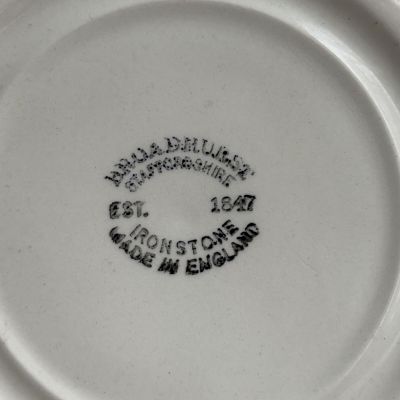 BROADHURST
STAFFORDSHIRE
EST. 1847
IRONSTONE
MADE IN ENGLAND